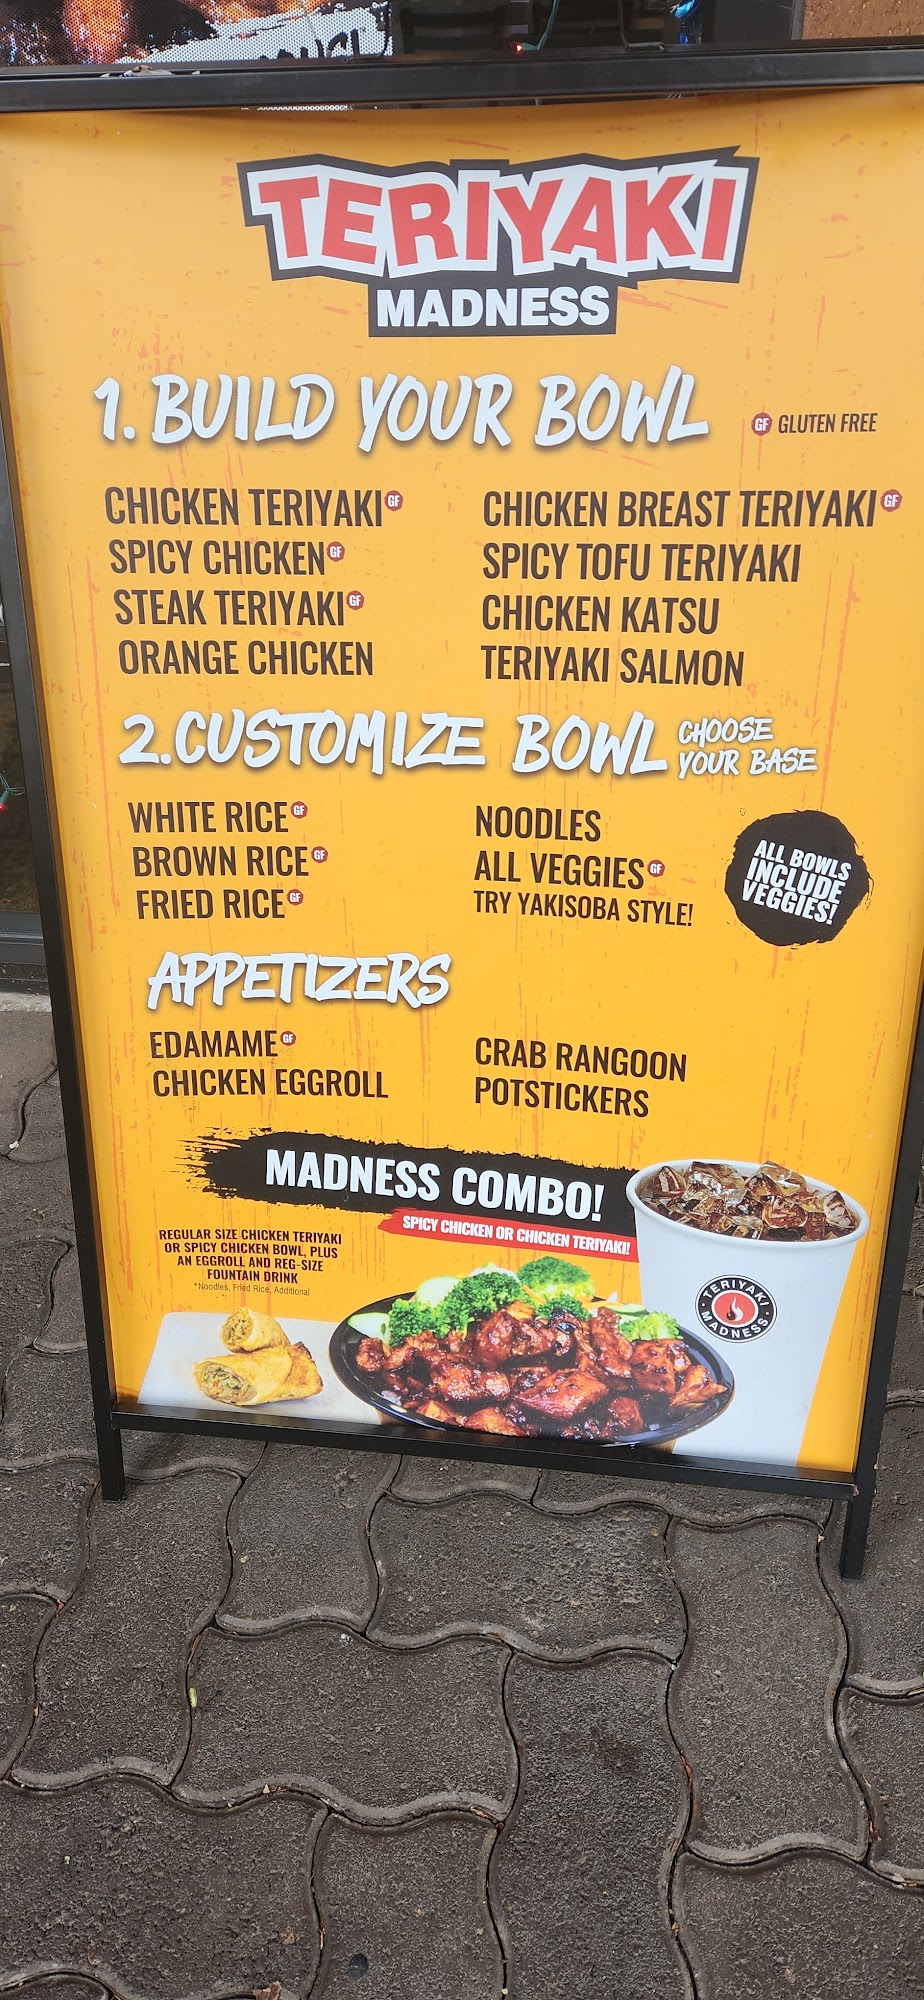 TERIYAKI
MADNESS
1. BUILD YOUR BOWL
GF GLUTEN FREE
CHICKEN TERIYAKI GF
SPICY CHICKEN GF
STEAK TERIYAKI GF
ORANGE CHICKEN
CHICKEN BREAST TERIYAKI GF
SPICY TOFU TERIYAKI
CHICKEN KATSU
TERIYAKI SALMON
2. CUSTOMIZE BOWL
CHOOSE
YOUR BASE
WHITE RICE GF
BROWN RICE GF
FRIED RICE GF
NOODLES
ALL VEGGIES GF
TRY YAKISOBA STYLE!
ALL BOWLS
INCLUDE
VEGGIES!
APPETIZERS
EDAMAME GF
CHICKEN EGGROLL
CRAB RANGOON
POTSTICKERS
MADNESS COMBO!
SPICY CHICKEN OR CHICKEN TERIYAKI!
REGULAR SIZE CHICKEN TERIYAKI
OR SPICY CHICKEN BOWL, PLUS
AN EGGROLL AND REG-SIZE
FOUNTAIN DRINK
*Noodles, Fried Rice, Additional
TERIYAKI
MADNESS